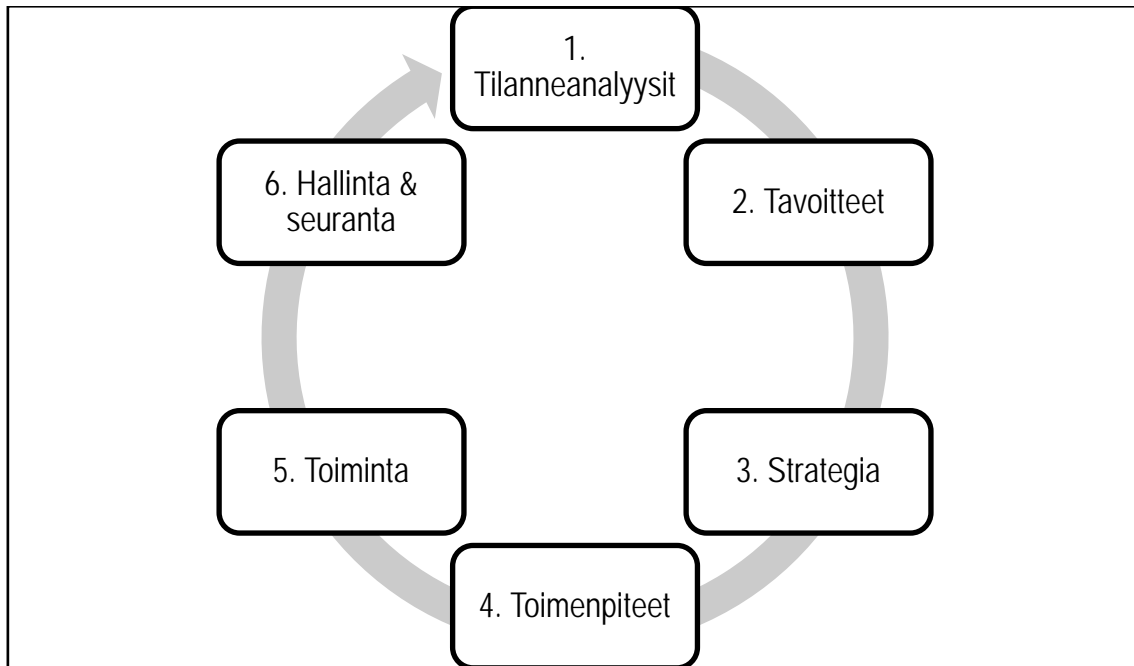 1.
Tilanneanalyysit
2. Tavoitteet
3. Strategia
4. Toimenpiteet
5. Toiminta
6. Hallinta &
seuranta